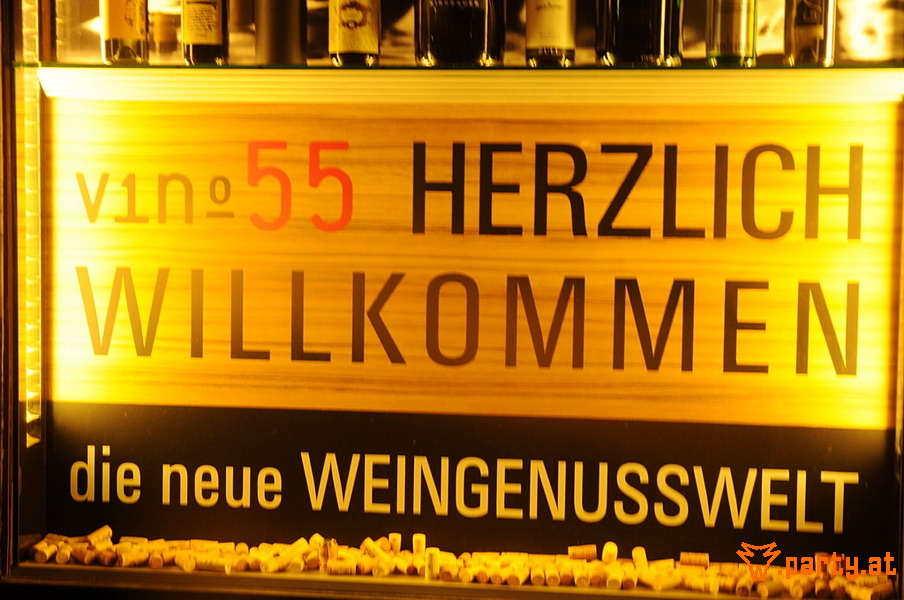 vinº55 HERZLICH
WILLKOMMEN
die neue WEINGENUSSWELT
.party.at